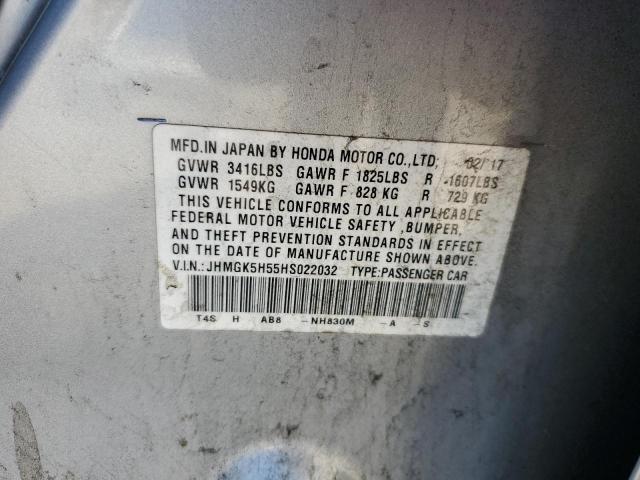 MFD.IN JAPAN BY HONDA MOTOR CO.,LTD; 02/17
GVWR 3416LBS GAWR F 1825LBS R 1607LBS
GVWR 1549KG GAWR F 828 KG R 729 KG
THIS VEHICLE CONFORMS TO ALL APPLICABLE
FEDERAL MOTOR VEHICLE SAFETY ,BUMPER,
AND THEFT PREVENTION STANDARDS IN EFFECT
ON THE DATE OF MANUFACTURE SHOWN ABOVE.
V.I.N.:JHMGK5H55HS022032 TYPE:PASSENGER CAR
T4S H AB8 -NH830M -A -S